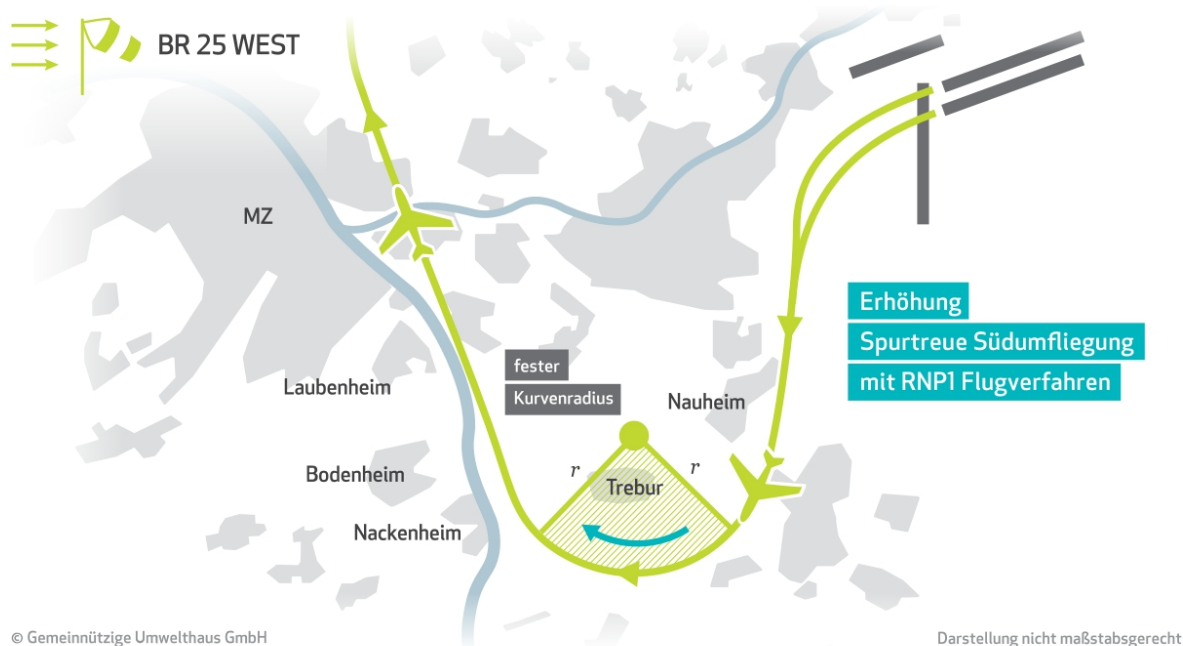 BR 25 WEST
MZ
Erhöhung
Spurtreue Südumfliegung
mit RNP1 Flugverfahren
fester
Kurvenradius
Laubenheim
Nauheim
Bodenheim
r
r
Trebur
Nackenheim
© Gemeinnützige Umwelthaus GmbH
Darstellung nicht maßstabsgerecht